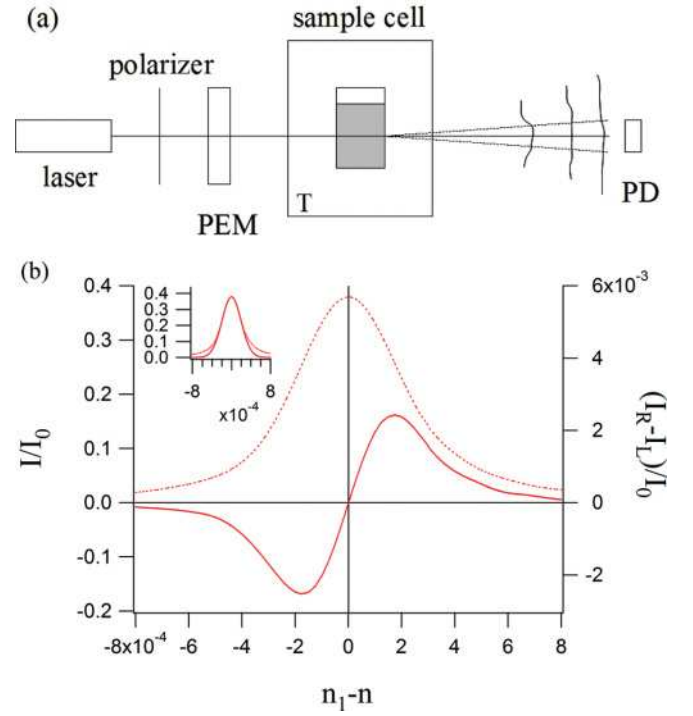 (a)
sample cell
polarizer
laser
PEM
T
PD
(b)
0.4
0.3
0.2
0.1
0.0
-0.1
-0.2
I/I₀
0.4
0.3
0.2
0.1
0.0
-8
8
x10⁻⁴
6x10⁻³
4
2
0
-2
(I_R-I_L)/I₀
-8x10⁻⁴ -6 -4 -2 0 2 4 6 8
n₁-n